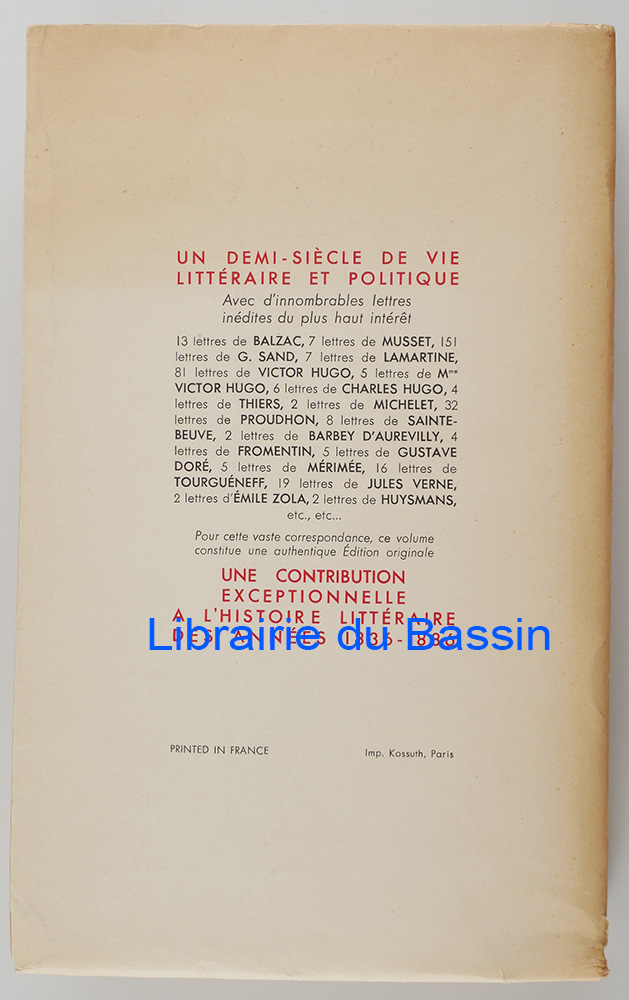 UN DEMI-SIÈCLE DE VIE
LITTÉRAIRE ET POLITIQUE
Avec d'innombrables lettres
inédites du plus haut intérêt
13 lettres de BALZAC, 7 lettres de MUSSET, 151
lettres de G. SAND, 7 lettres de LAMARTINE,
81 lettres de VICTOR HUGO, 5 lettres de Mme
VICTOR HUGO, 6 lettres de CHARLES HUGO, 4
lettres de THIERS, 2 lettres de MICHELET, 32
lettres de PROUDHON, 8 lettres de SAINTE-
BEUVE, 2 lettres de BARBEY D'AUREVILLY, 4
lettres de FROMENTIN, 5 lettres de GUSTAVE
DORÉ, 5 lettres de MÉRIMÉE, 16 lettres de
TOURGUÉNEFF, 19 lettres de JULES VERNE,
2 lettres d'ÉMILE ZOLA, 2 lettres de HUYSMANS,
etc., etc...
Pour cette vaste correspondance, ce volume
constitue une authentique Édition originale
UNE CONTRIBUTION
EXCEPTIONNELLE
A L'HISTOIRE LITTÉRAIRE
DES ANNÉES 1836-1886
Librairie du Bassin
PRINTED IN FRANCE
Imp. Kossuth, Paris